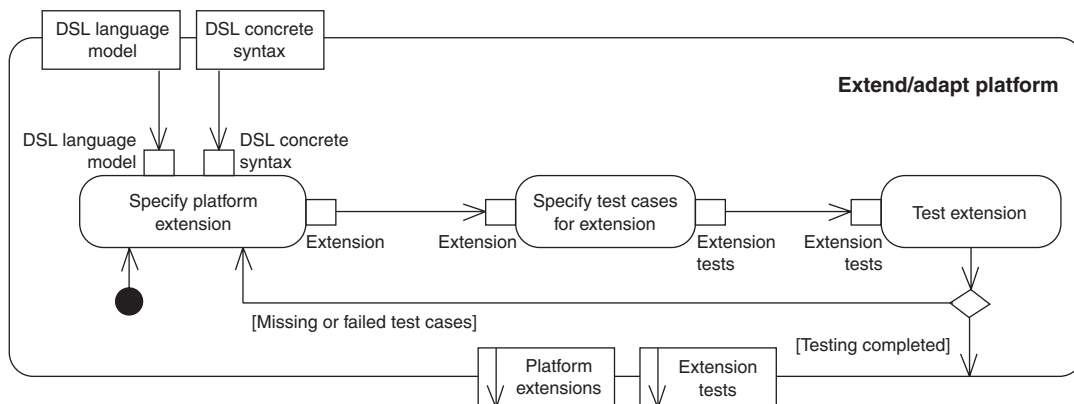 DSL language
model
DSL concrete
syntax
Extend/adapt platform
DSL language
model
DSL concrete
syntax
Specify platform
extension
Extension
Extension
Specify test cases
for extension
Extension
tests
Extension
tests
Test extension
[Missing or failed test cases]
[Testing completed]
Platform
extensions
Extension
tests